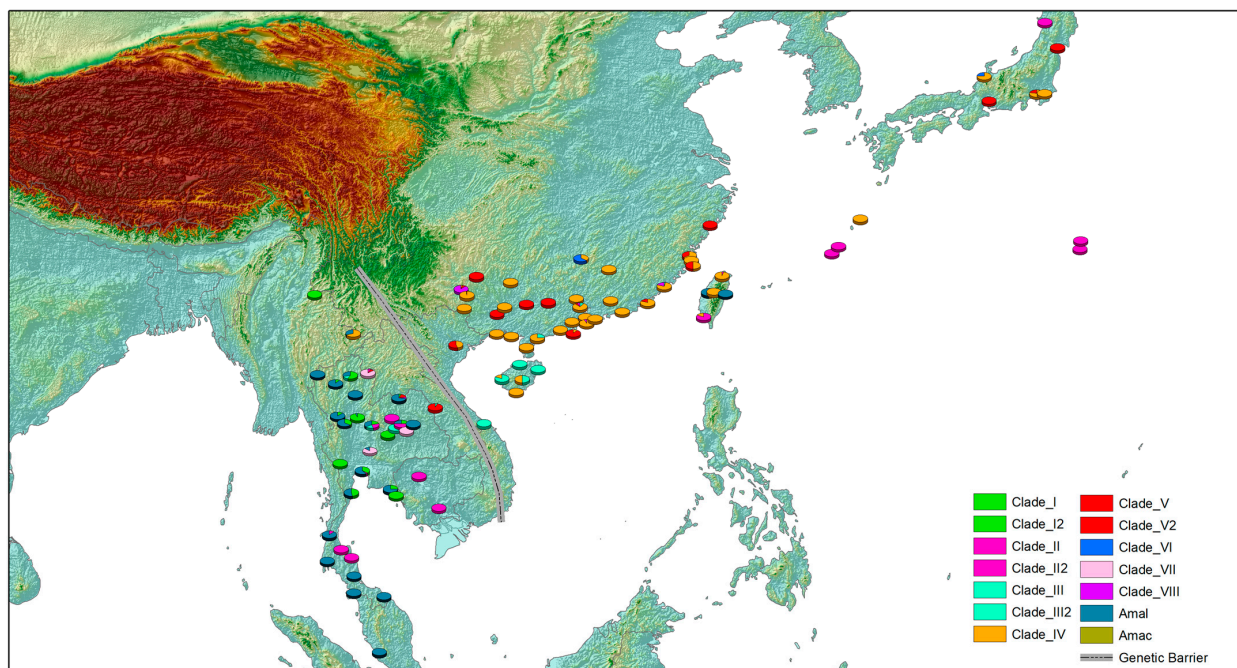 Clade_I
Clade_I2
Clade_II
Clade_II2
Clade_III
Clade_III2
Clade_IV
Clade_V
Clade_V2
Clade_VI
Clade_VII
Clade_VIII
Amal
Amac
Genetic Barrier